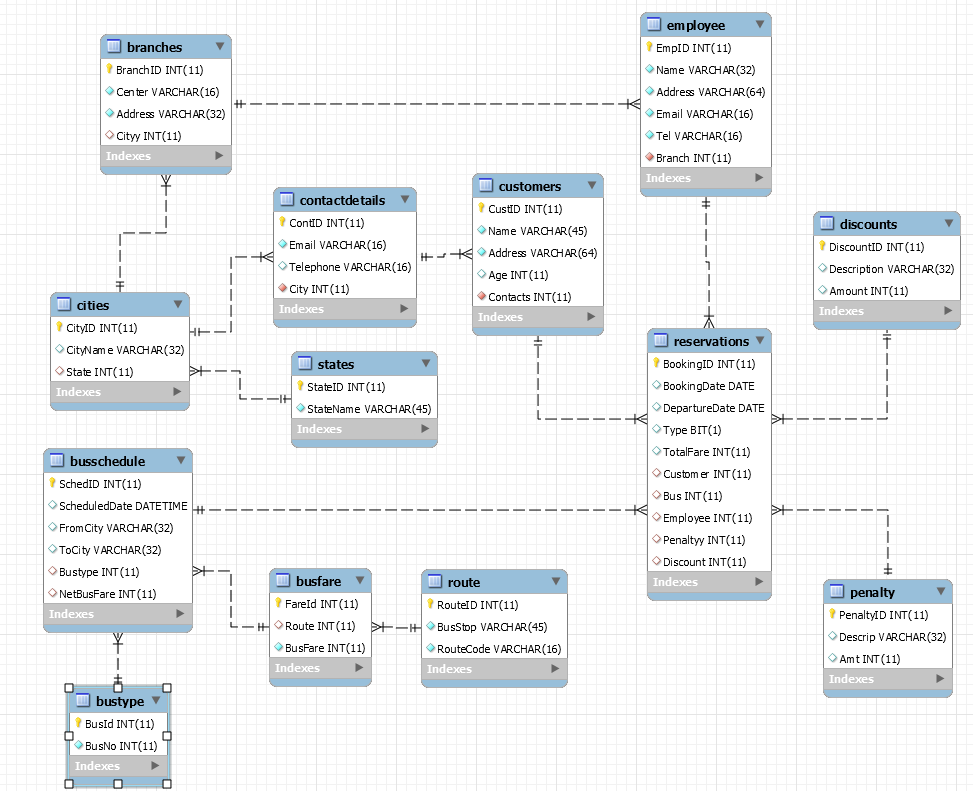 branches
BranchID INT(11)
Center VARCHAR(16)
Address VARCHAR(32)
Cityy INT(11)
Indexes
employee
EmpID INT(11)
Name VARCHAR(32)
Address VARCHAR(64)
Email VARCHAR(16)
Tel VARCHAR(16)
Branch INT(11)
Indexes
contactdetails
ContID INT(11)
Email VARCHAR(16)
Telephone VARCHAR(16)
City INT(11)
Indexes
customers
CustID INT(11)
Name VARCHAR(45)
Address VARCHAR(64)
Age INT(11)
Contacts INT(11)
Indexes
discounts
DiscountID INT(11)
Description VARCHAR(32)
Amount INT(11)
Indexes
cities
CityID INT(11)
CityName VARCHAR(32)
State INT(11)
Indexes
states
StateID INT(11)
StateName VARCHAR(45)
Indexes
reservations
BookingID INT(11)
BookingDate DATE
DepartureDate DATE
Type BIT(1)
TotalFare INT(11)
Customer INT(11)
Bus INT(11)
Employee INT(11)
Penaltyy INT(11)
Discount INT(11)
Indexes
busschedule
SchedID INT(11)
ScheduledDate DATETIME
FromCity VARCHAR(32)
ToCity VARCHAR(32)
Bustype INT(11)
NetBusFare INT(11)
Indexes
busfare
FareId INT(11)
Route INT(11)
BusFare INT(11)
Indexes
route
RouteID INT(11)
BusStop VARCHAR(45)
RouteCode VARCHAR(16)
Indexes
penalty
PenaltyID INT(11)
Descrip VARCHAR(32)
Amt INT(11)
Indexes
bustype
BusId INT(11)
BusNo INT(11)
Indexes